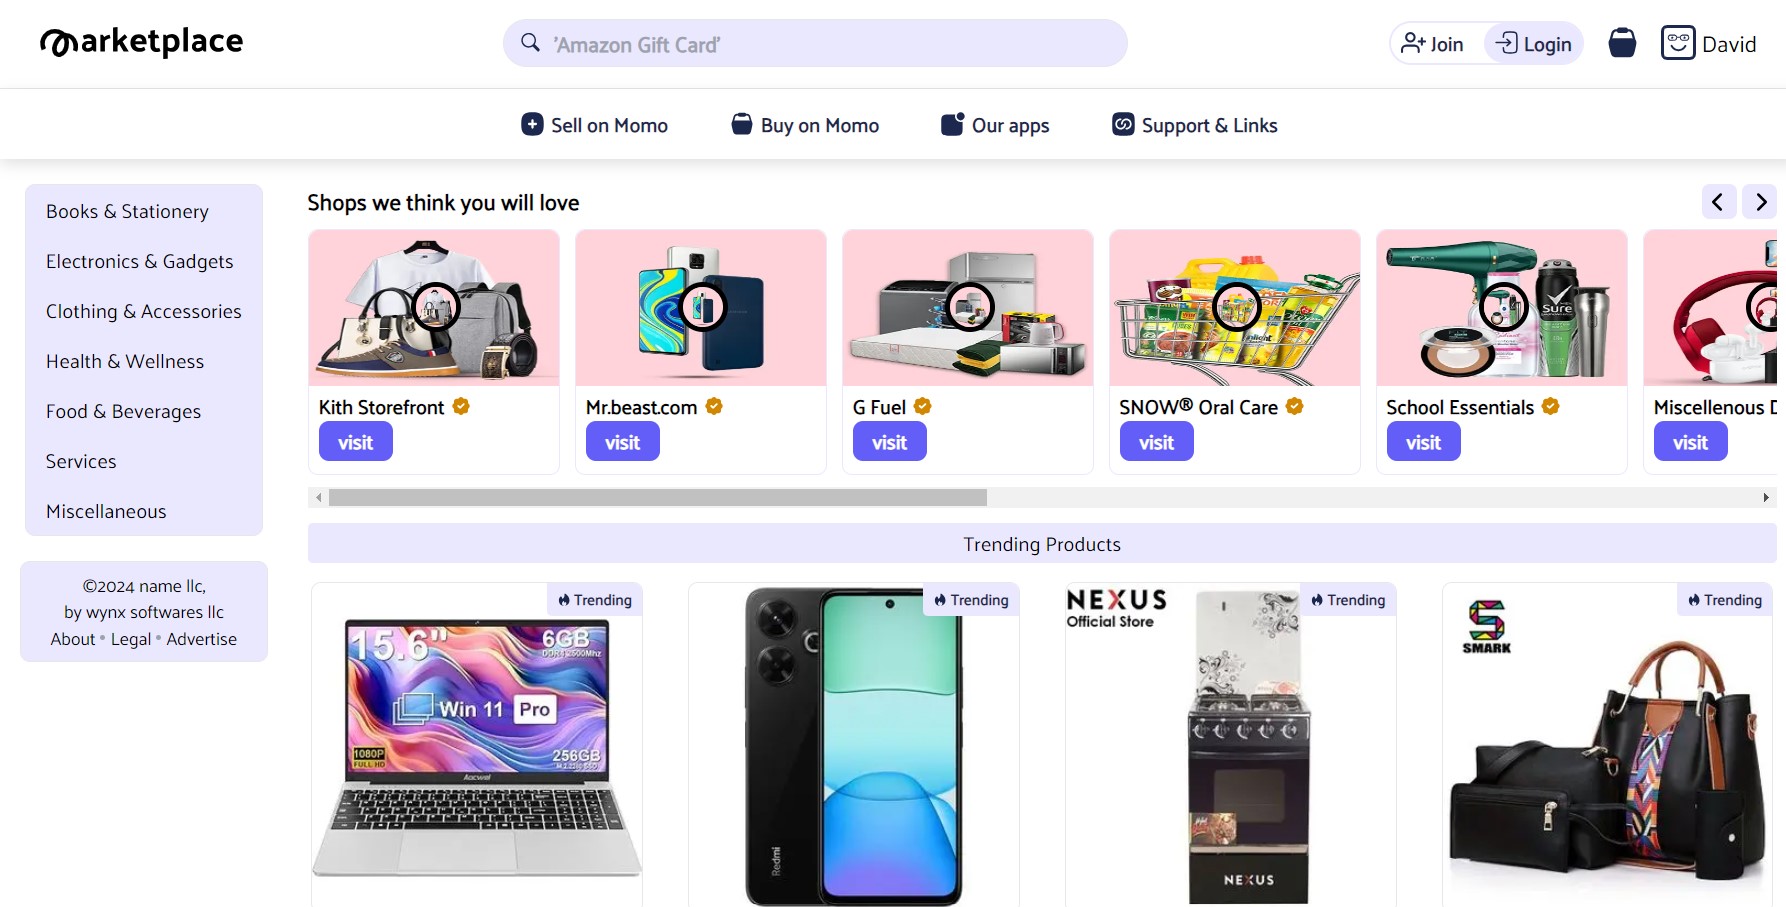 marketplace
'Amazon Gift Card'
Join
Login
David
Sell on Momo
Buy on Momo
Our apps
Support & Links
Books & Stationery
Electronics & Gadgets
Clothing & Accessories
Health & Wellness
Food & Beverages
Services
Miscellaneous
©2024 name llc,
by wynx softwares llc
About • Legal • Advertise
Shops we think you will love
Sure
Kith Storefront
visit
Mr.beast.com
visit
G Fuel
visit
SNOW® Oral Care
visit
School Essentials
visit
Miscellenous D
visit
Trending Products
Trending
15.6"
6GB
Win 11 Pro
1080P
FULL HD
256GB
Aocwei
Trending
Redmi
Trending
NEXUS
Official Store
NEXUS
Trending
SMARK